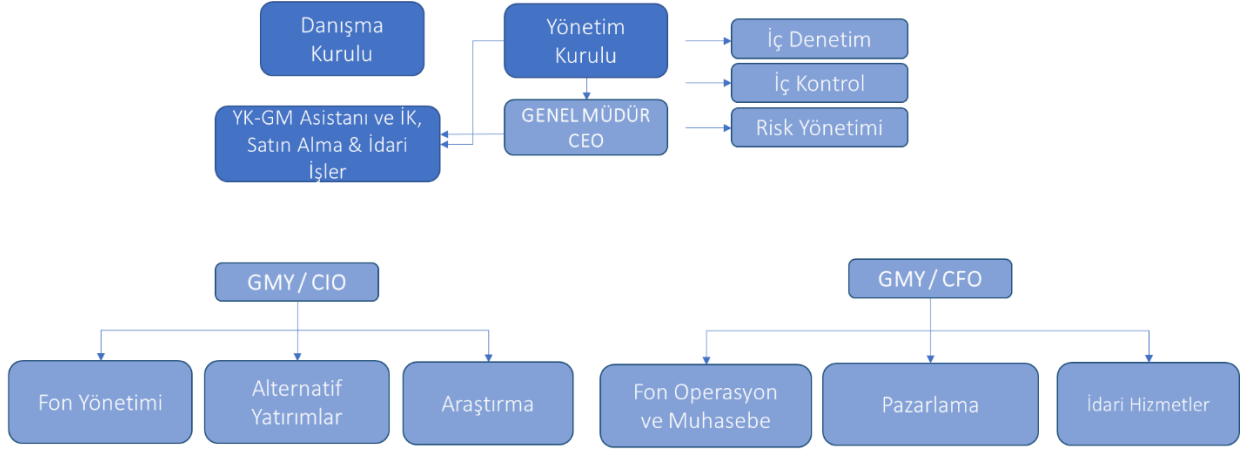 Danışma
Kurulu
Yönetim
Kurulu
İç Denetim
İç Kontrol
Risk Yönetimi
YK-GM Asistanı ve İK,
Satın Alma & İdari
İşler
GENEL MÜDÜR
CEO
GMY / CIO
GMY / CFO
Fon Yönetimi
Alternatif
Yatırımlar
Araştırma
Fon Operasyon
ve Muhasebe
Pazarlama
İdari Hizmetler